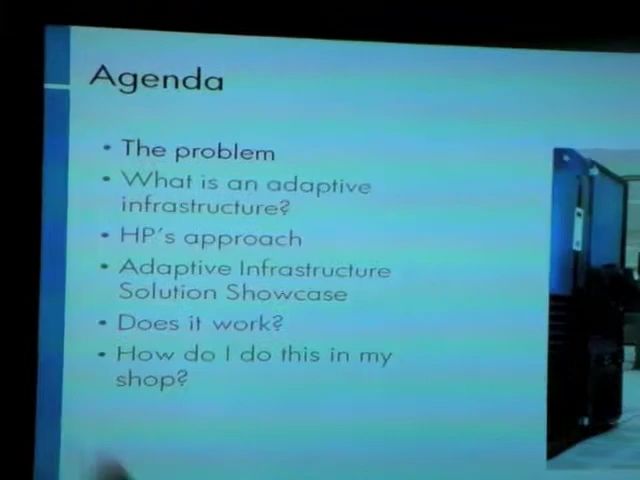 Agenda
• The problem
• What is an adaptive
infrastructure?
• HP's approach
• Adaptive Infrastructure
Solution Showcase
• Does it work?
• How do I do this in my
shop?